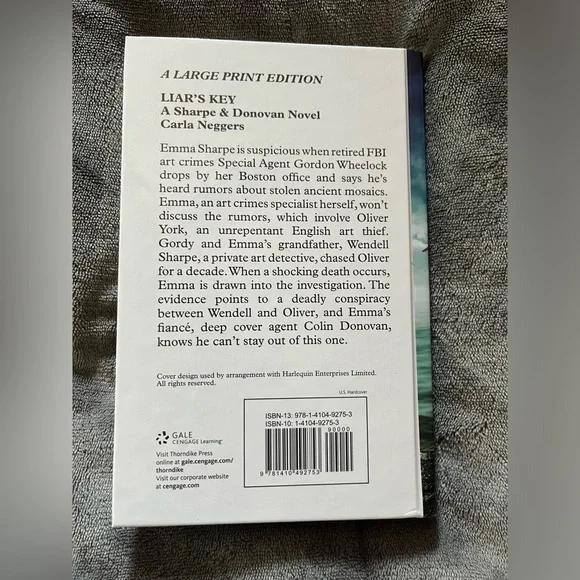 A LARGE PRINT EDITION
LIAR'S KEY
A Sharpe & Donovan Novel
Carla Neggers
Emma Sharpe is suspicious when retired FBI
art crimes Special Agent Gordon Wheelock
drops by her Boston office and says he's
heard rumors about stolen ancient mosaics.
Emma, an art crimes specialist herself, won't
discuss the rumors, which involve Oliver
York, an unrepentant English art thief.
Gordy and Emma's grandfather, Wendell
Sharpe, a private art detective, chased Oliver
for a decade. When a shocking death occurs,
Emma is drawn into the investigation. The
evidence points to a deadly conspiracy
between Wendell and Oliver, and Emma's
fiancé, deep cover agent Colin Donovan,
knows he can't stay out of this one.
Cover design used by arrangement with Harlequin Enterprises Limited.
All rights reserved.
U.S. Hardcover
ISBN-13: 978-1-4104-9275-3
ISBN-10: 1-4104-9275-3
90000
9 781410 492753
GALE
CENGAGE Learning
Visit Thorndike Press
online at gale.cengage.com/
thorndike
Visit our corporate website
at cengage.com